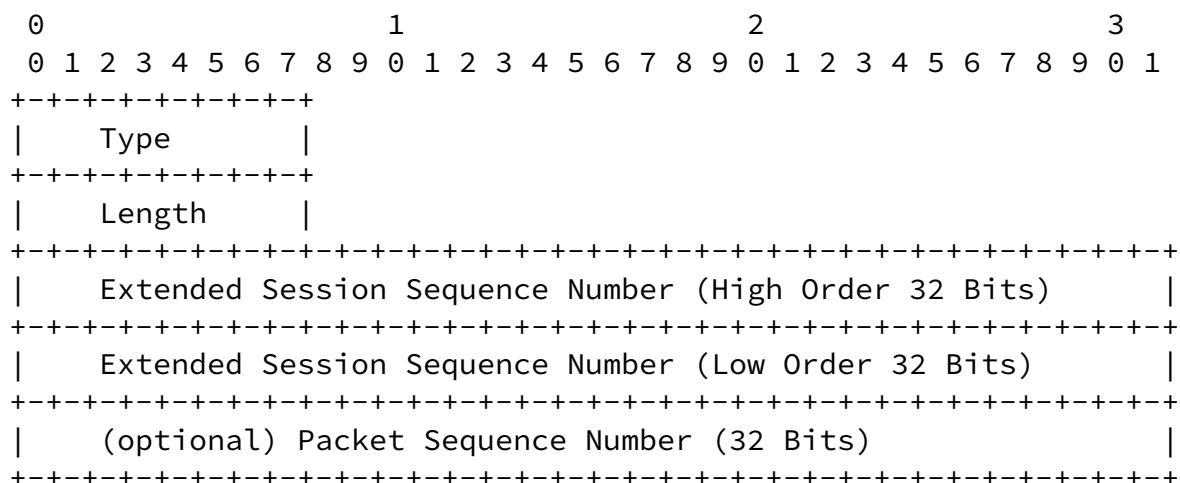 0                   1                   2                   3
 0 1 2 3 4 5 6 7 8 9 0 1 2 3 4 5 6 7 8 9 0 1 2 3 4 5 6 7 8 9 0 1
+-+-+-+-+-+-+-+-+
|    Type       |
+-+-+-+-+-+-+-+-+
|    Length     |
+-+-+-+-+-+-+-+-+-+-+-+-+-+-+-+-+-+-+-+-+-+-+-+-+-+-+-+-+-+-+-+-+
|    Extended Session Sequence Number (High Order 32 Bits)      |
+-+-+-+-+-+-+-+-+-+-+-+-+-+-+-+-+-+-+-+-+-+-+-+-+-+-+-+-+-+-+-+-+
|    Extended Session Sequence Number (Low Order 32 Bits)       |
+-+-+-+-+-+-+-+-+-+-+-+-+-+-+-+-+-+-+-+-+-+-+-+-+-+-+-+-+-+-+-+-+
|    (optional) Packet Sequence Number (32 Bits)                |
+-+-+-+-+-+-+-+-+-+-+-+-+-+-+-+-+-+-+-+-+-+-+-+-+-+-+-+-+-+-+-+-+